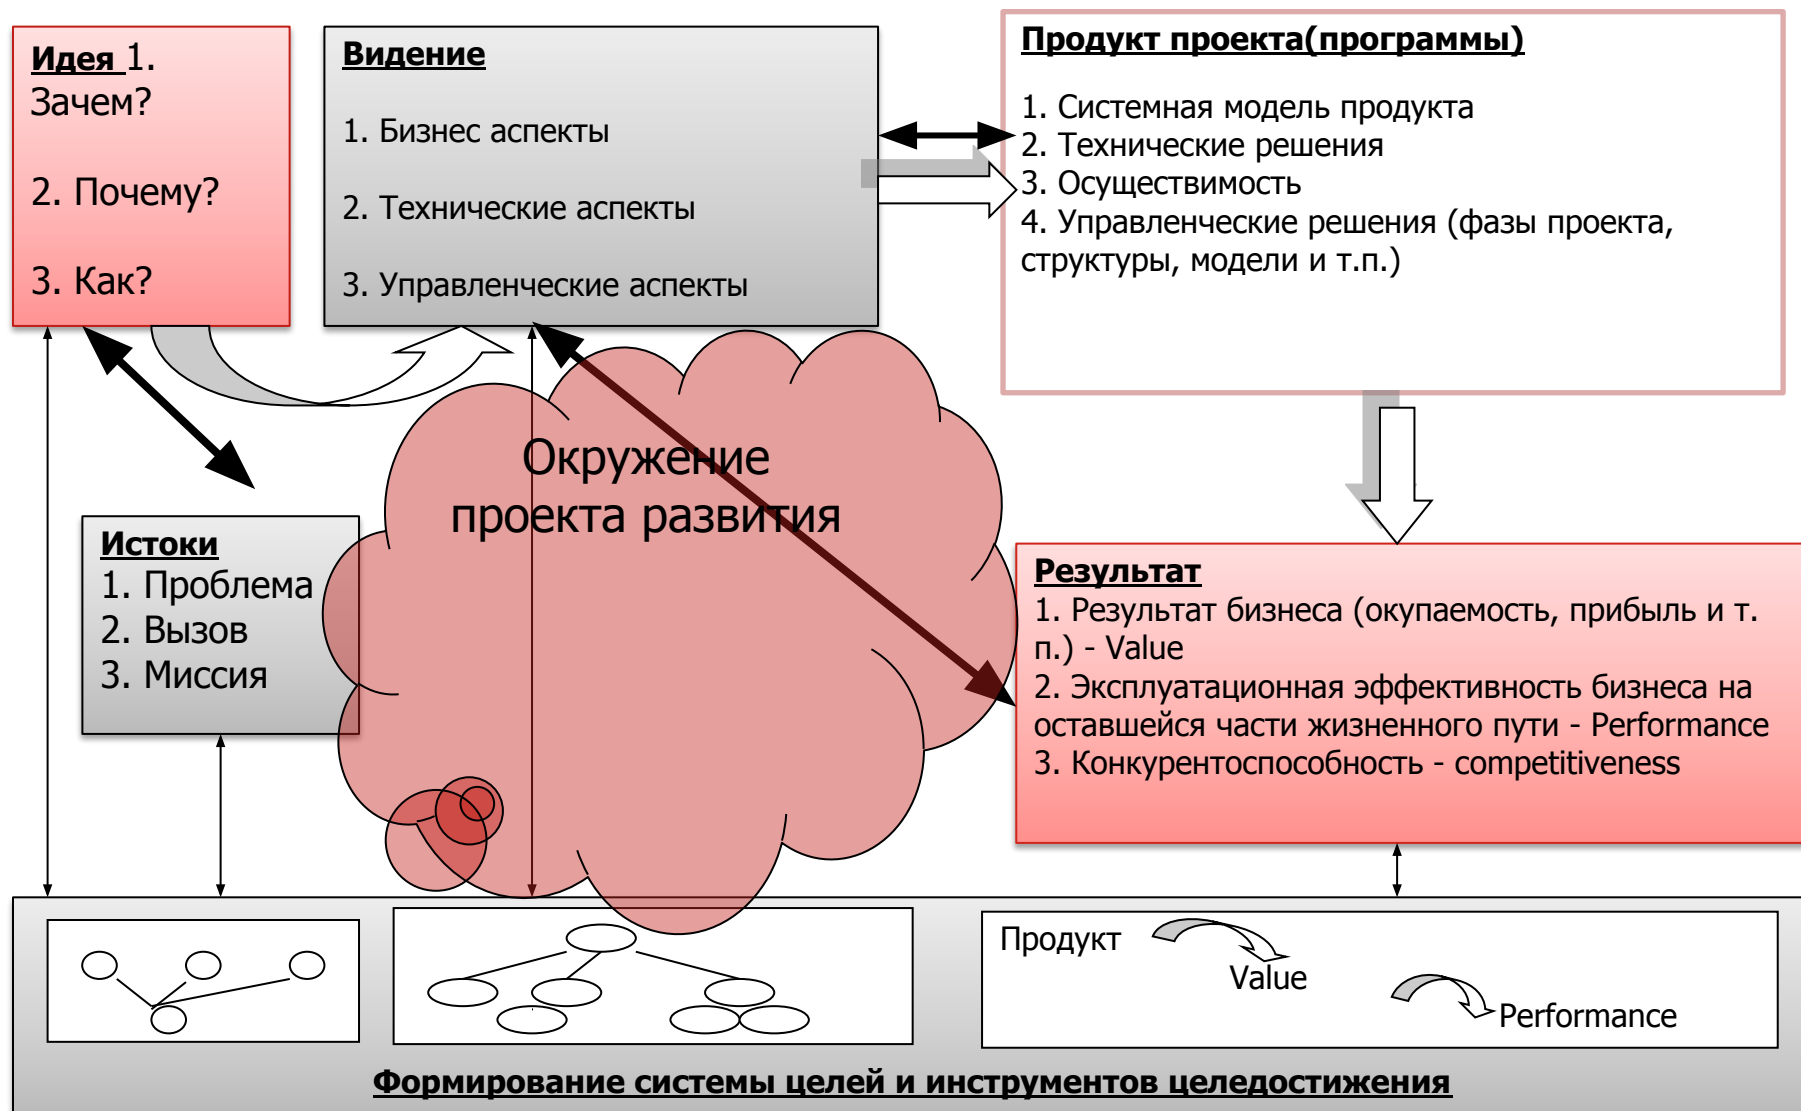 Идея 1.
Зачем?
2. Почему?
3. Как?
Видение
1. Бизнес аспекты
2. Технические аспекты
3. Управленческие аспекты
Продукт проекта(программы)
1. Системная модель продукта
2. Технические решения
3. Осуществимость
4. Управленческие решения (фазы проекта,
структуры, модели и т.п.)
Окружение
проекта развития
Истоки
1. Проблема
2. Вызов
3. Миссия
Результат
1. Результат бизнеса (окупаемость, прибыль и т.
п.) - Value
2. Эксплуатационная эффективность бизнеса на
оставшейся части жизненного пути - Performance
3. Конкурентоспособность - competitiveness
Продукт
Value
Performance
Формирование системы целей и инструментов целедостижения